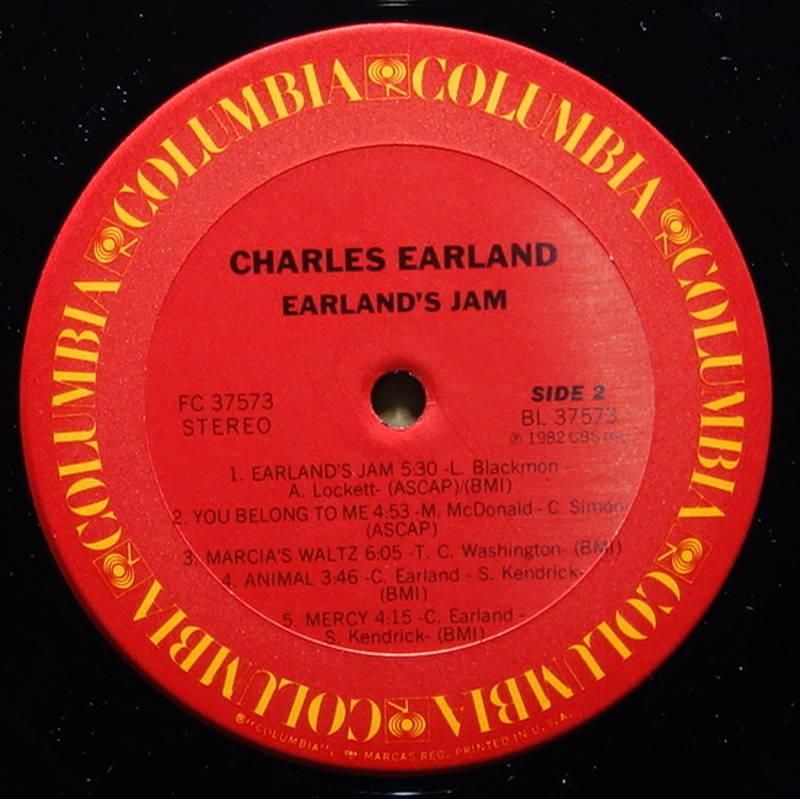 COLUMBIA COLUMBIA COLUMBIA COLUMBIA COLUMBIA COLUMBIA
CHARLES EARLAND
EARLAND'S JAM
FC 37573
STEREO
SIDE 2
BL 37573
℗ 1982 CBS Inc.
1. EARLAND'S JAM 5:30 -L. Blackmon -
A. Lockett- (ASCAP)/(BMI)
2. YOU BELONG TO ME 4:53 -M. McDonald - C. Simon-
(ASCAP)
3. MARCIA'S WALTZ 6:05 -T. C. Washington- (BMI)
4. ANIMAL 3:46 -C. Earland - S. Kendrick-
(BMI)
5. MERCY 4:15 -C. Earland -
S. Kendrick- (BMI)
® "COLUMBIA", MARCAS REG. PRINTED IN U.S.A.